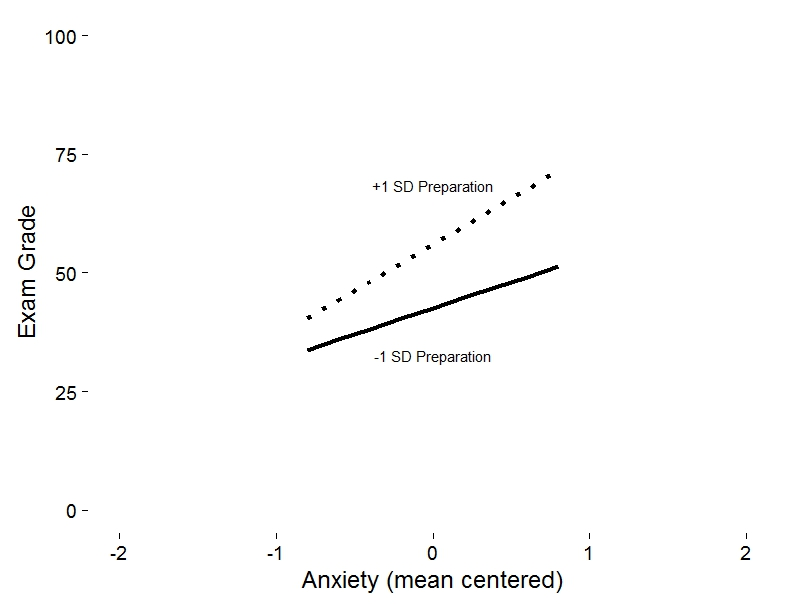 100
75
50
25
0
Exam Grade
+1 SD Preparation
-1 SD Preparation
-2
-1
0
1
2
Anxiety (mean centered)